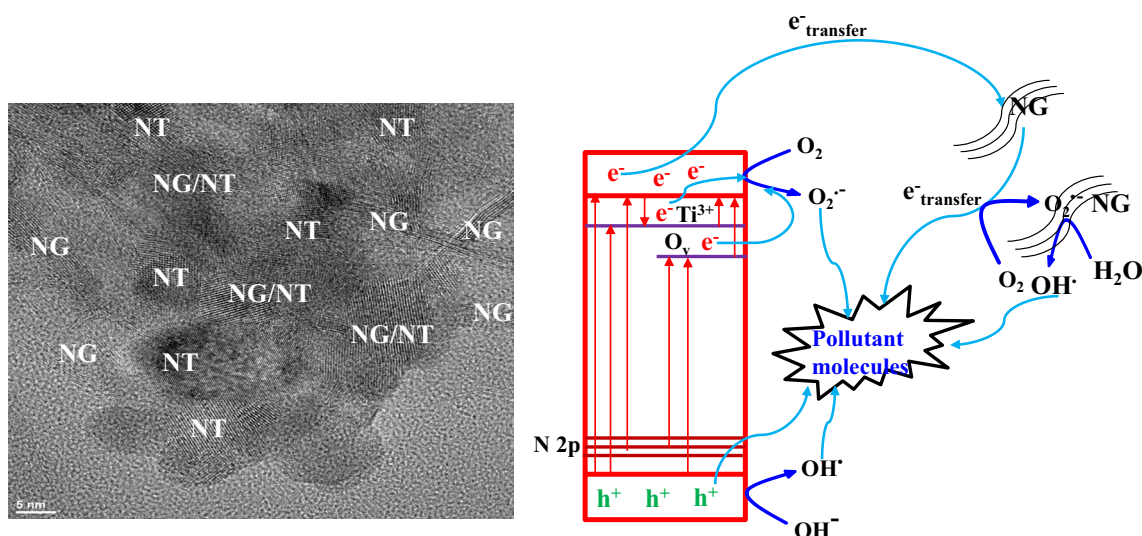 NT
NT
NG/NT
NG
NT
NG
NG
NT
NG/NT
NG
NG/NT
NG
NT
NT
5 nm
e⁻transfer
NG
O₂
e⁻
e⁻
e⁻
O₂·⁻
e⁻transfer
O₂·⁻ NG
e⁻ Ti³⁺
Oᵥ e⁻
O₂
OH·
H₂O
Pollutant
molecules
N 2p
OH·
h⁺
h⁺
h⁺
OH⁻